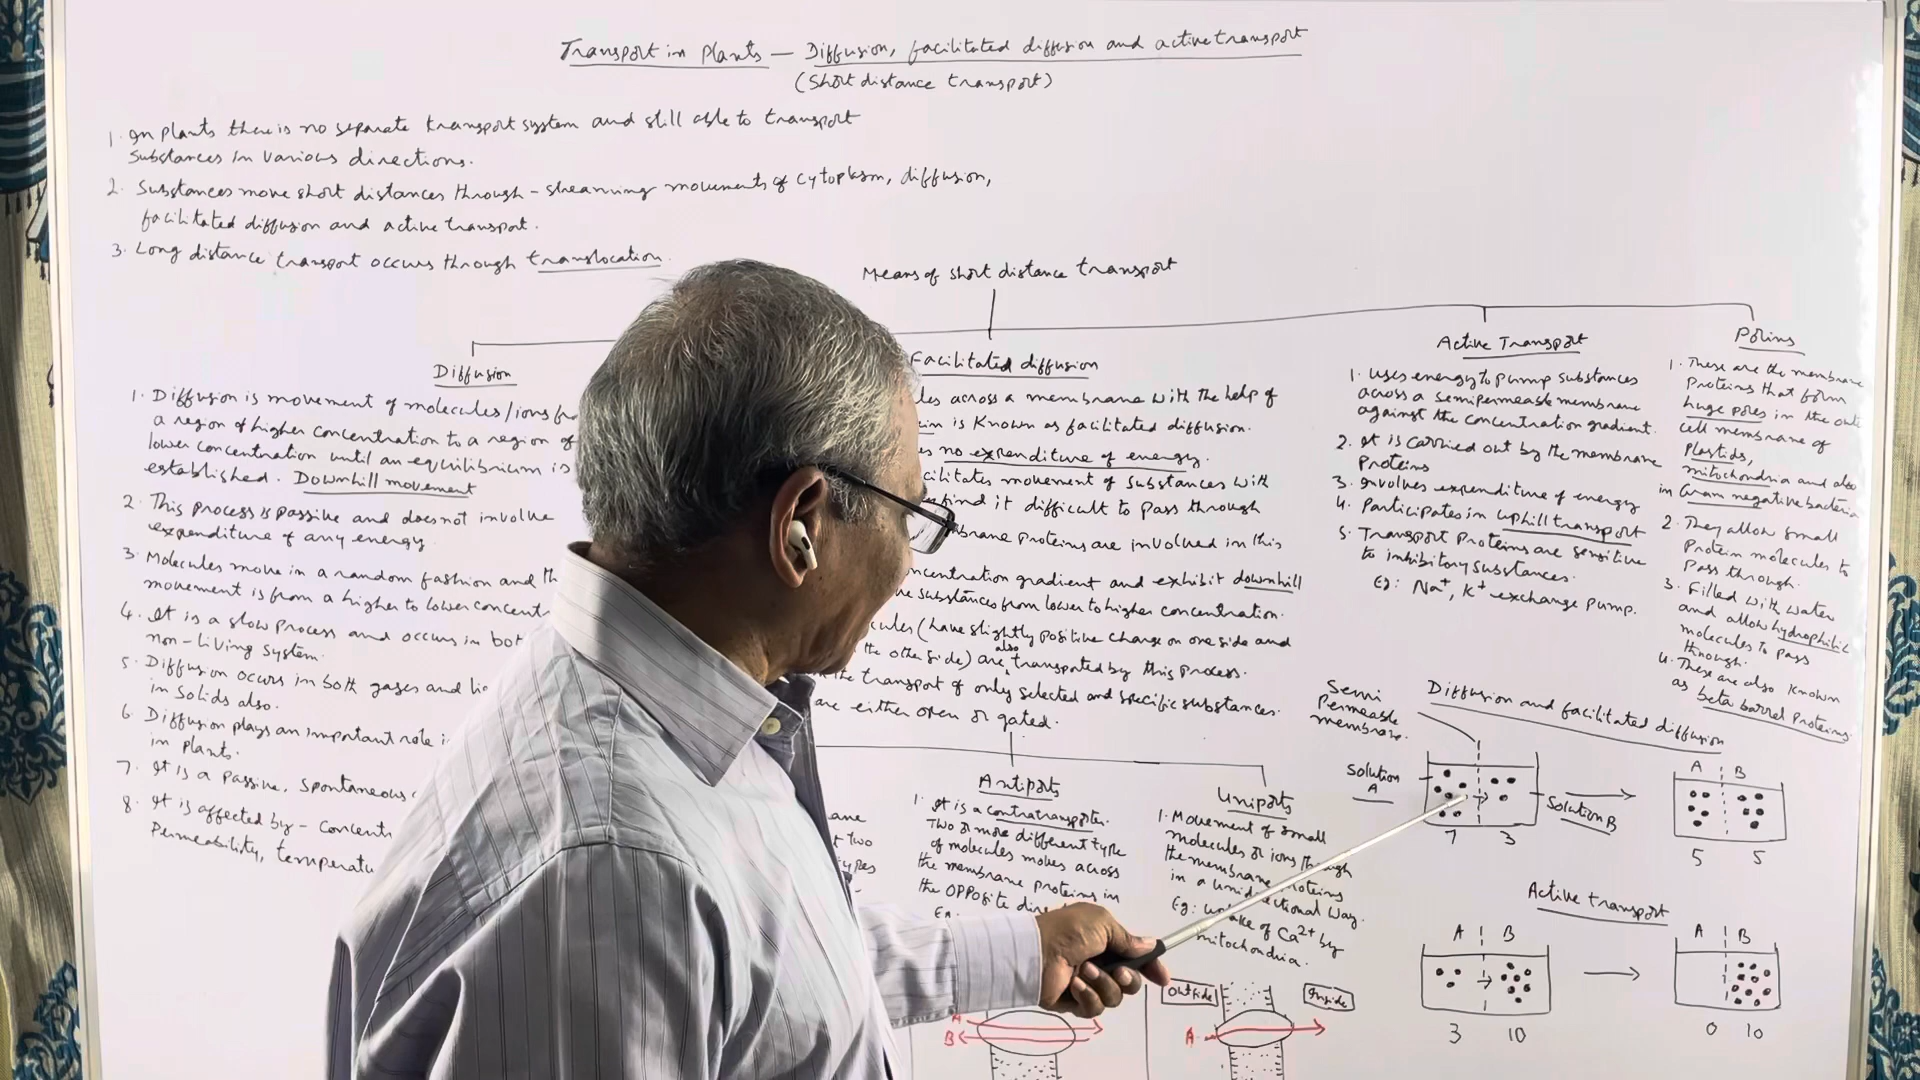 Transport in Plants — Diffusion, facilitated diffusion and active transport
(Short distance transport)
1. In plants there is no separate transport system and still able to transport
substances in various directions.
2. Substances move short distances through - streaming movements of cytoplasm, diffusion,
facilitated diffusion and active transport.
3. Long distance transport occurs through translocation.
Means of short distance transport
Diffusion
1. Diffusion is movement of molecules/ions
a region of higher concentration to a region of
lower concentration until an equilibrium is
established. Downhill movement
2. This process is passive and does not involve
expenditure of any energy.
3. Molecules move in a random fashion and
movement is from a higher to lower
4. It is a slow process and occurs in
non-living system.
5. Diffusion occurs in both gases and
in solids also.
6. Diffusion plays an important role
in plants.
7. It is a passive, spontaneous
8. It is affected by -
Permeability,
Facilitated diffusion
across a membrane with the help of
is known as facilitated diffusion.
no expenditure of energy.
movement of substances with
find it difficult to pass through
proteins are involved in this
gradient and exhibit downhill
substances from lower to higher concentration.
(have slightly positive charge on one side and
the other side) are also transported by this process.
the transport of only selected and specific substances.
are either open or gated.
two
Antiports
1. It is a contratransporter.
Two or more different type
of molecules moves across
the membrane proteins in
the opposite
Uniports
1. Movement of small
molecules or ions through
the membrane proteins
in a way.
Eg: of Ca2+ by
mitochondria.
A
B
Outside
Inside
A
Active Transport
1. Uses energy to pump substances
across a semipermeable membrane
against the concentration gradient.
2. It is carried out by the membrane
Proteins
3. Involves expenditure of energy
4. Participates in uphill transport
5. Transport proteins are sensitive
to inhibitory substances.
Eg: Na+, K+ exchange pump.
Porins
1. These are the membrane
Proteins that form
huge pores in the
cell membrane of
Plastids,
mitochondria and also
in Gram negative bacteria
2. They allow small
Protein molecules to
pass through.
3. Filled with water
and allow hydrophilic
molecules to pass
through.
4. These are also known
as beta barrel proteins.
Diffusion and facilitated diffusion
Semi
Permeable
membrane.
Solution
A
Solution B
7 3
A B
5 5
Active transport
A B
3 10
A B
0 10